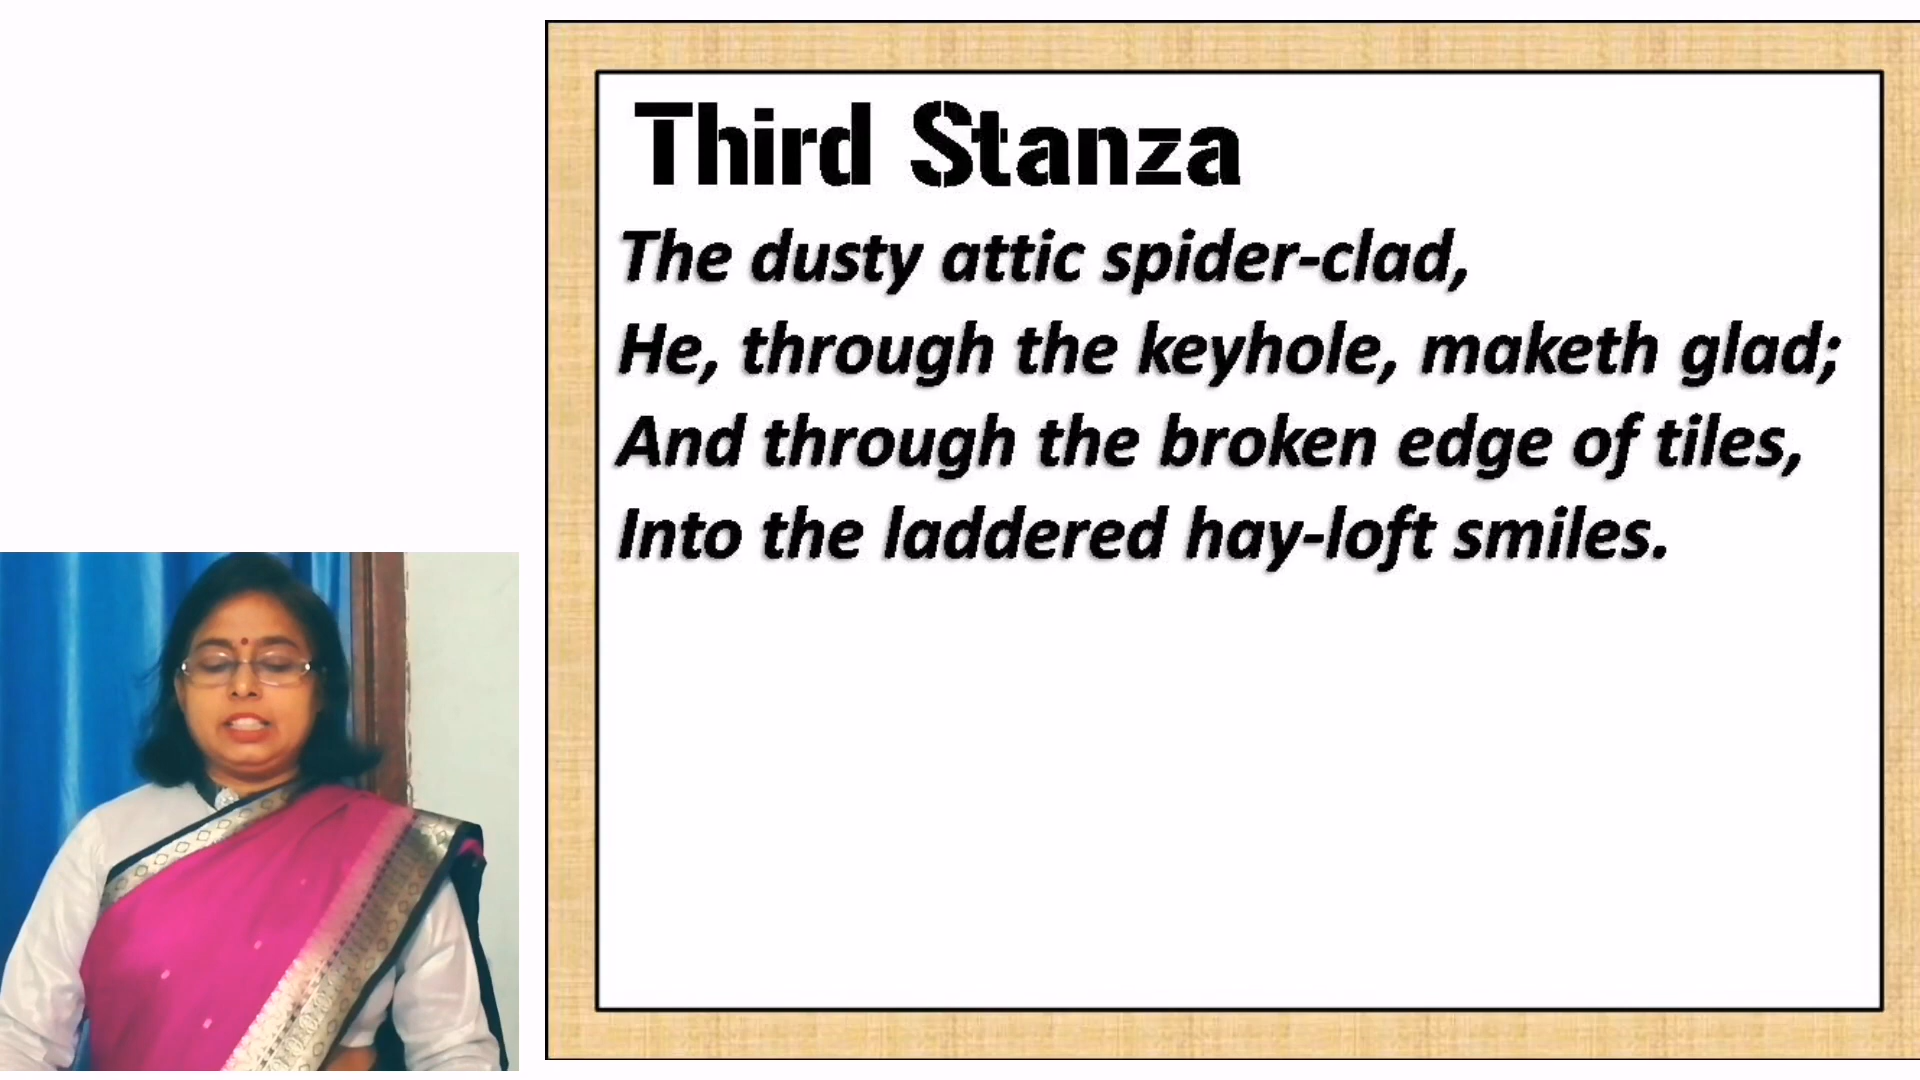 Third Stanza
The dusty attic spider-clad,
He, through the keyhole, maketh glad;
And through the broken edge of tiles,
Into the laddered hay-loft smiles.